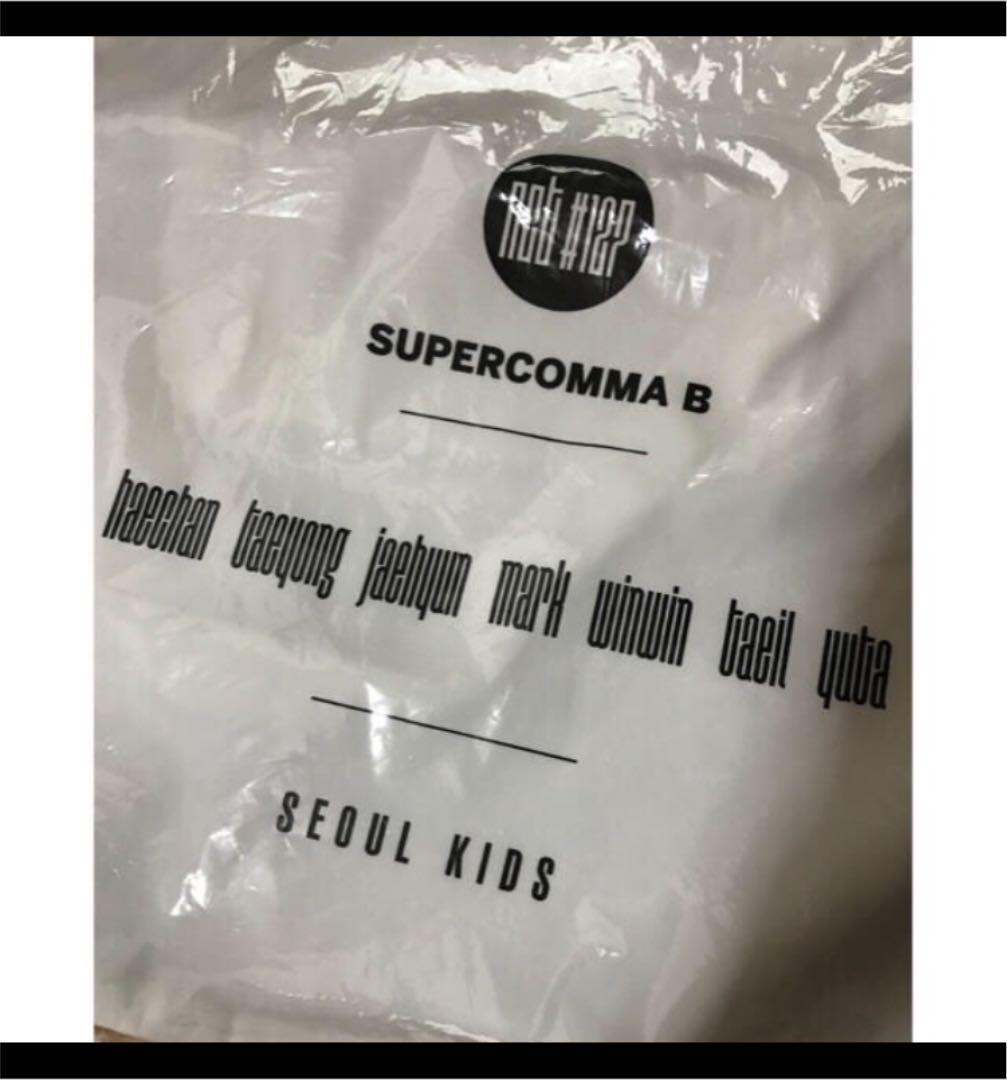 nct #127
SUPERCOMMA B
haechan taeyong jaehyun mark winwin taeil yuta
SEOUL KIDS